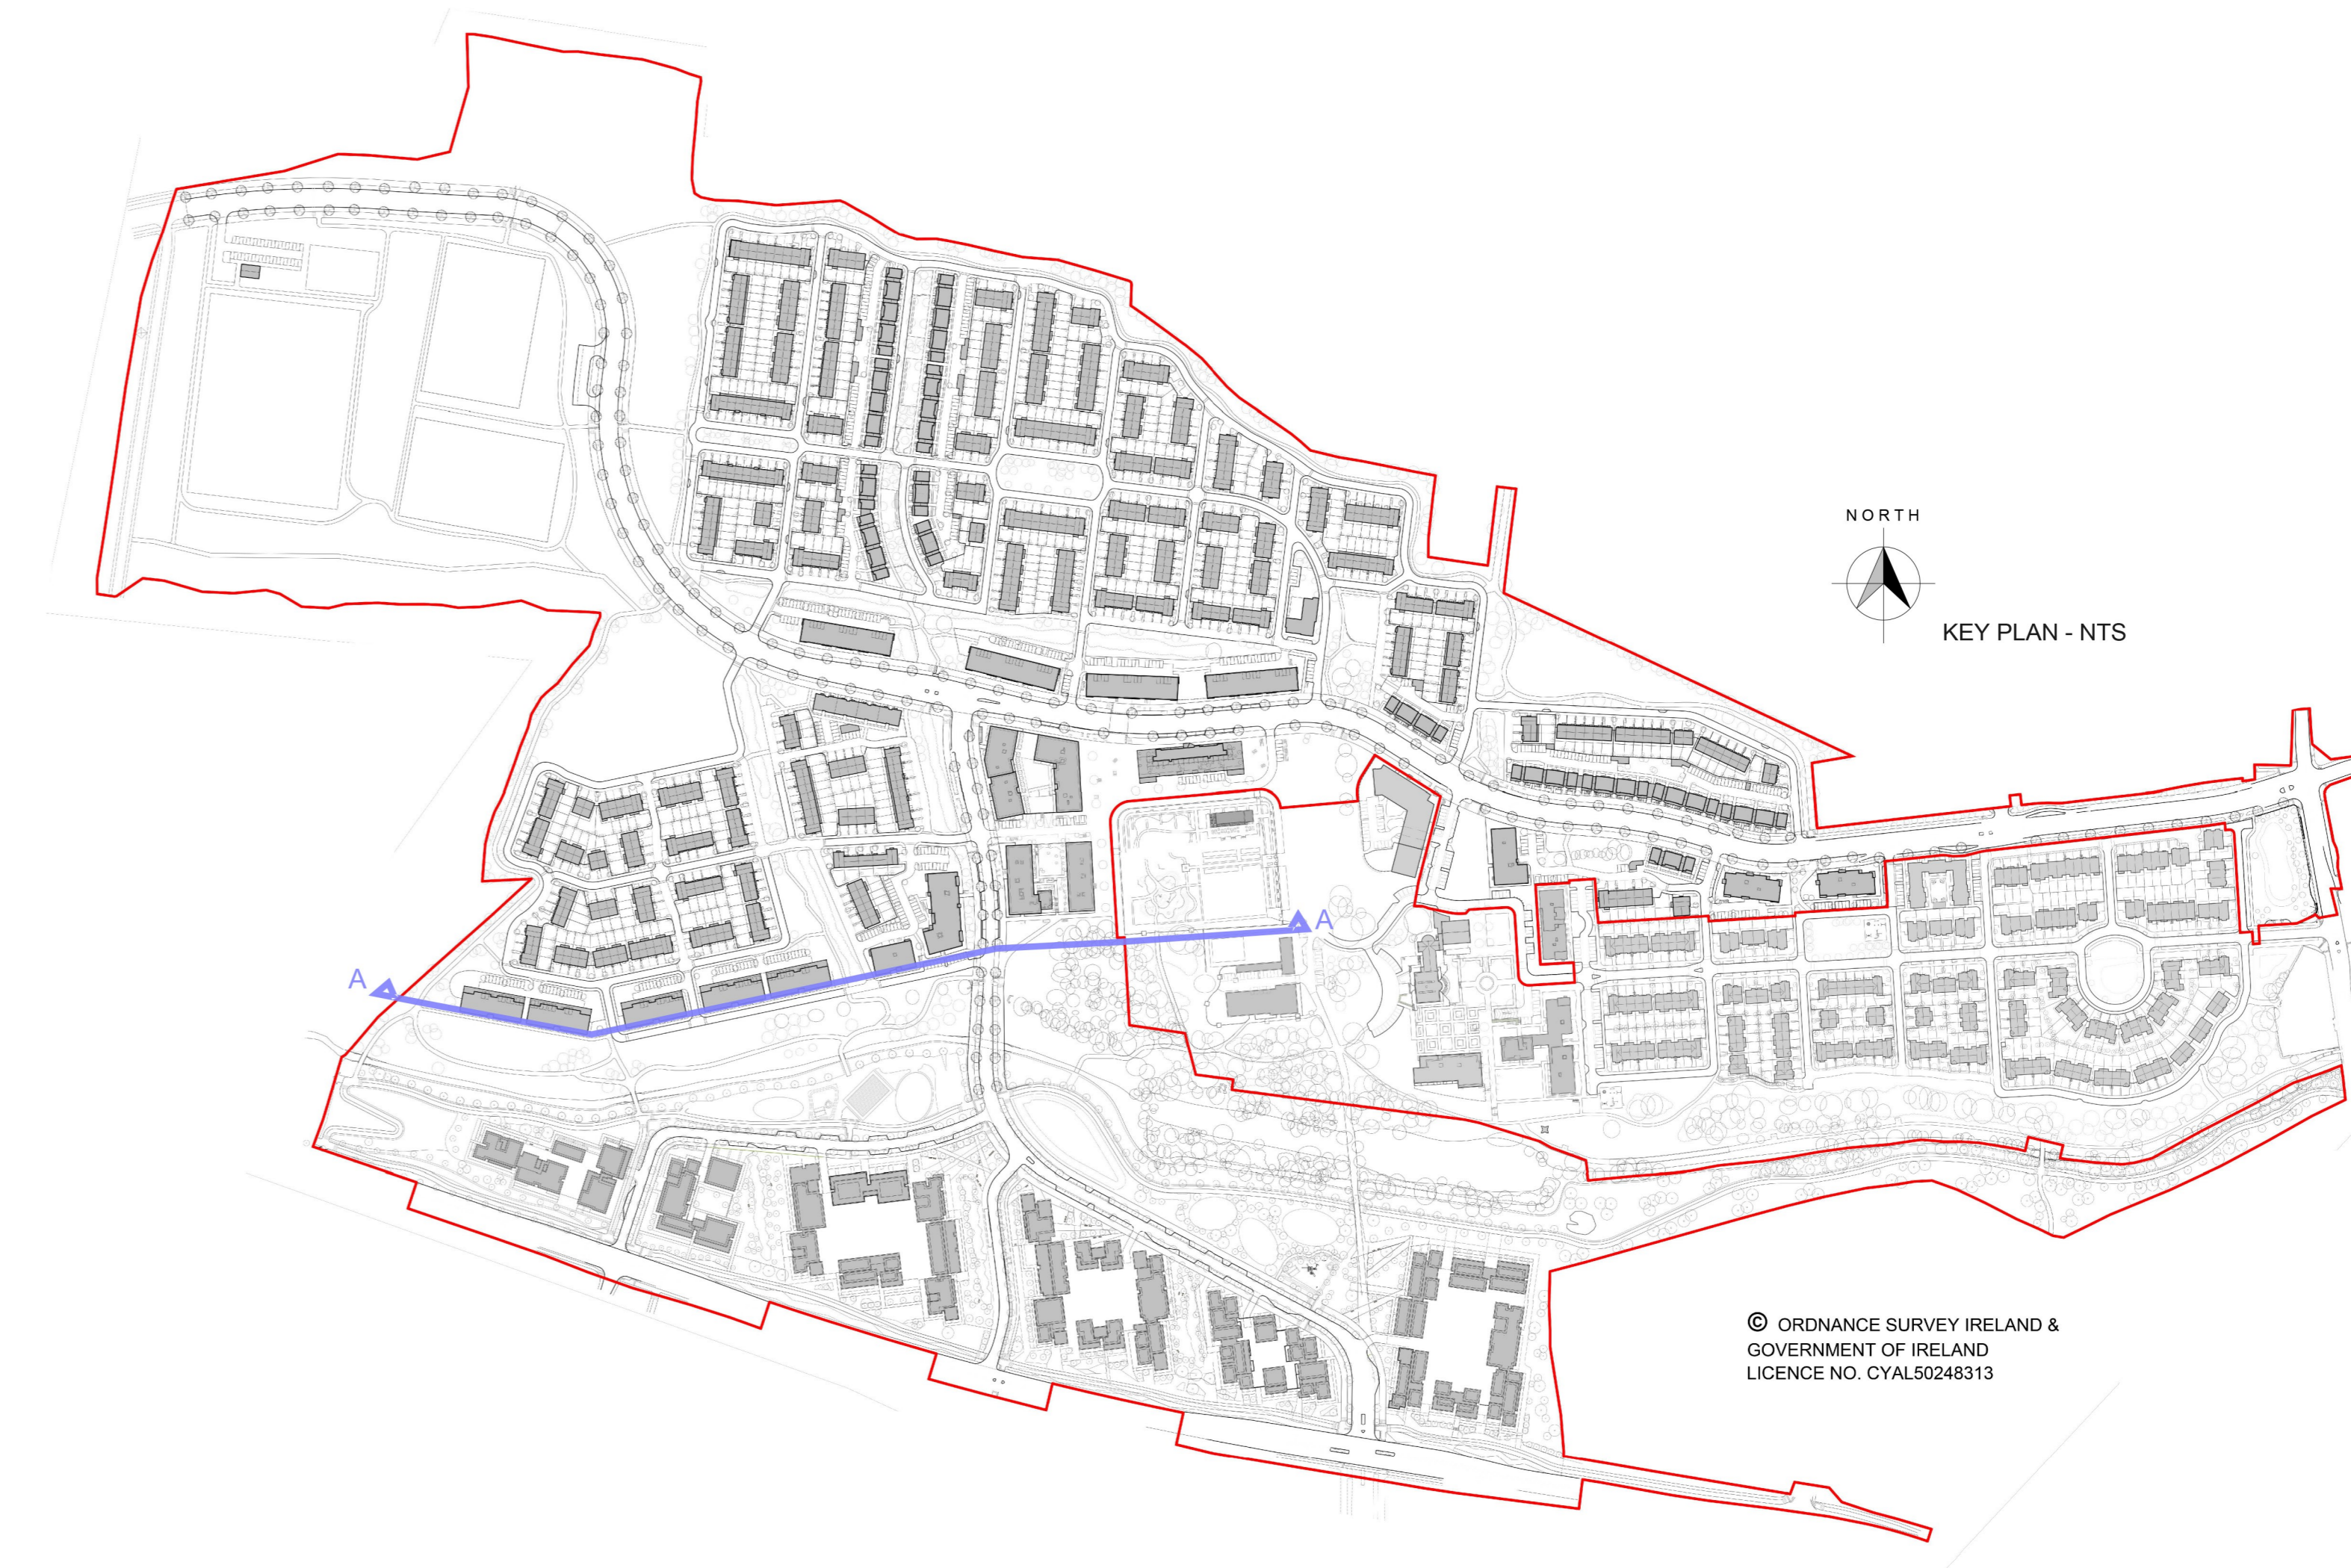 NORTH
KEY PLAN - NTS
A
A
© ORDNANCE SURVEY IRELAND &
GOVERNMENT OF IRELAND
LICENCE NO. CYAL50248313